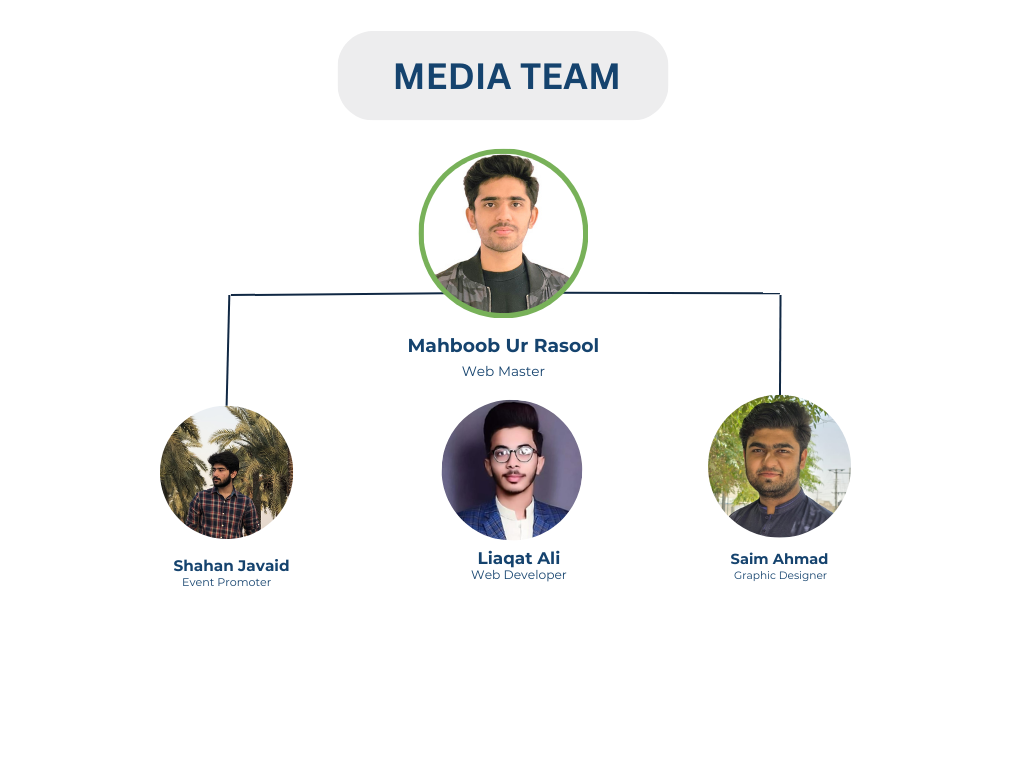 MEDIA TEAM
Mahboob Ur Rasool
Web Master
Shahan Javaid
Event Promoter
Liaqat Ali
Web Developer
Saim Ahmad
Graphic Designer